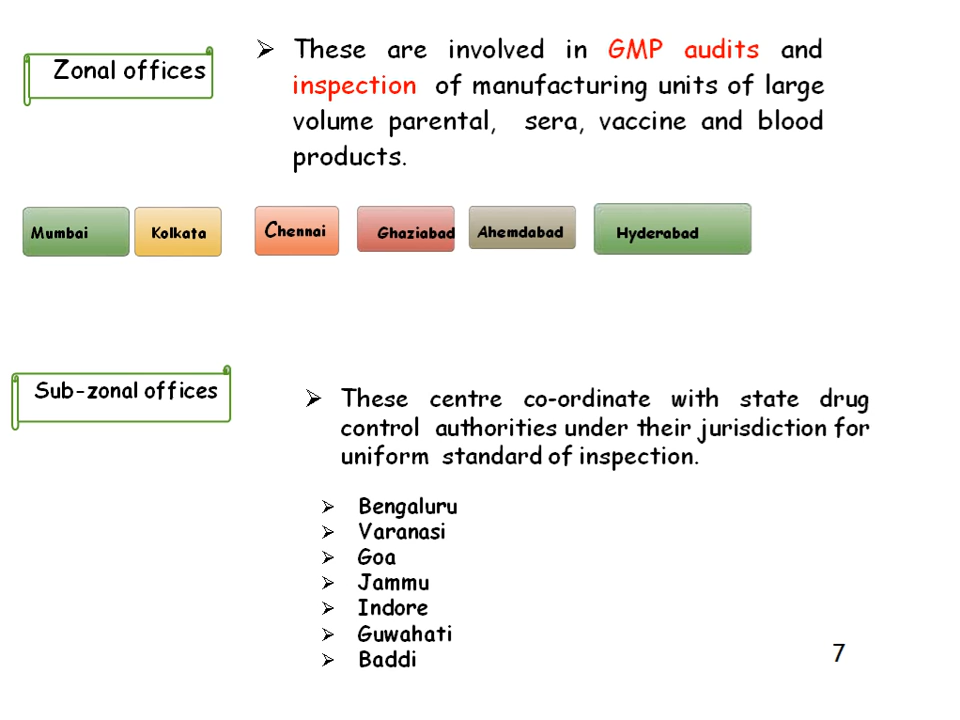 Zonal offices
➢ These are involved in GMP audits and
inspection of manufacturing units of large
volume parental, sera, vaccine and blood
products.
Mumbai
Kolkata
Chennai
Ghaziabad
Ahemdabad
Hyderabad
Sub-zonal offices
➢ These centre co-ordinate with state drug
control authorities under their jurisdiction for
uniform standard of inspection.
➢ Bengaluru
➢ Varanasi
➢ Goa
➢ Jammu
➢ Indore
➢ Guwahati
➢ Baddi
7